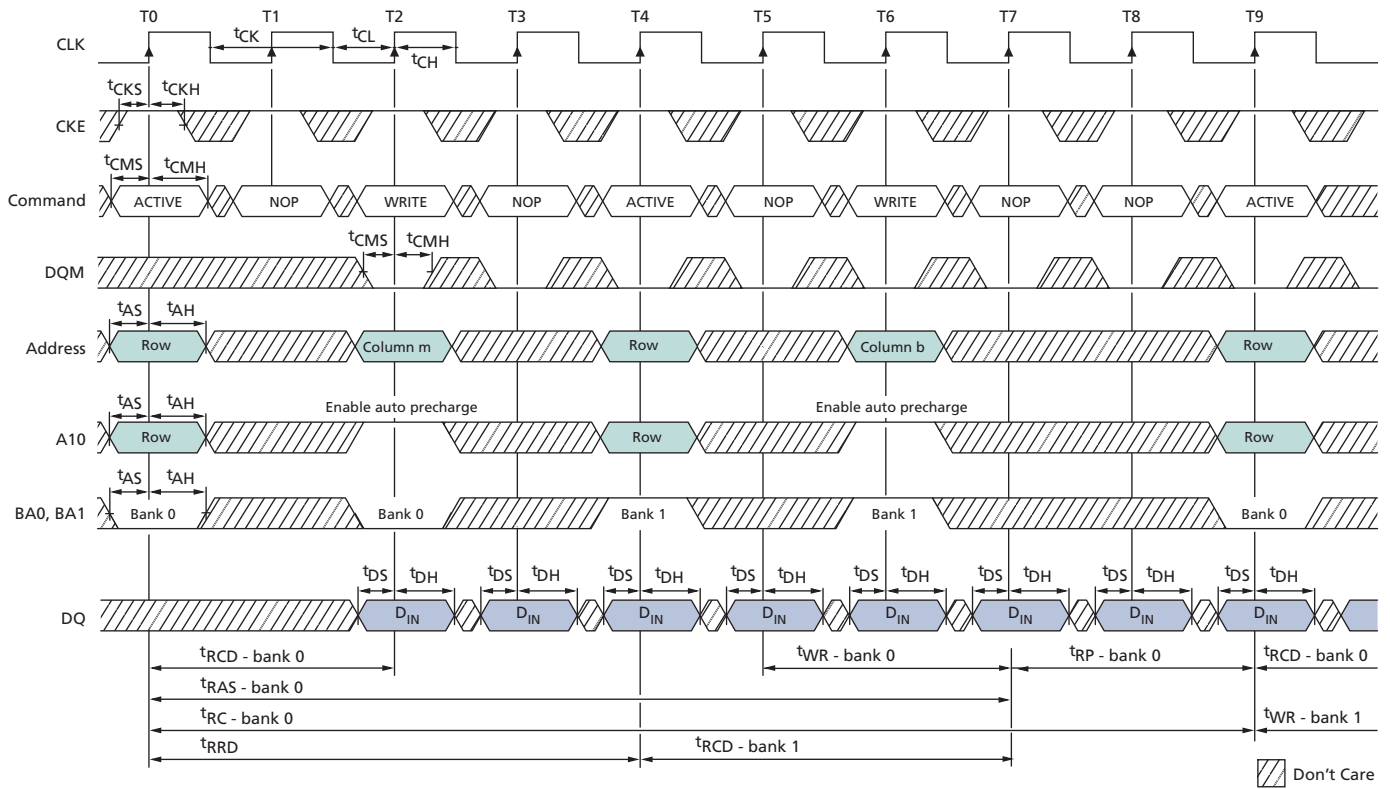 T0 T1 T2 T3 T4 T5 T6 T7 T8 T9
CLK
tCK tCL
tCH
tCKS tCKH
CKE
tCMS tCMH
Command ACTIVE NOP WRITE NOP ACTIVE NOP WRITE NOP NOP ACTIVE
tCMS tCMH
DQM
tAS tAH
Address Row Column m Row Column b Row
tAS tAH Enable auto precharge Enable auto precharge
A10 Row Row Row
tAS tAH
BA0, BA1 Bank 0 Bank 0 Bank 1 Bank 1 Bank 0
tDS tDH tDS tDH tDS tDH tDS tDH tDS tDH tDS tDH tDS tDH tDS tDH
DQ DIN DIN DIN DIN DIN DIN DIN DIN
tRCD - bank 0 tWR - bank 0 tRP - bank 0 tRCD - bank 0
tRAS - bank 0
tRC - bank 0 tWR - bank 1
tRRD tRCD - bank 1
Don't Care